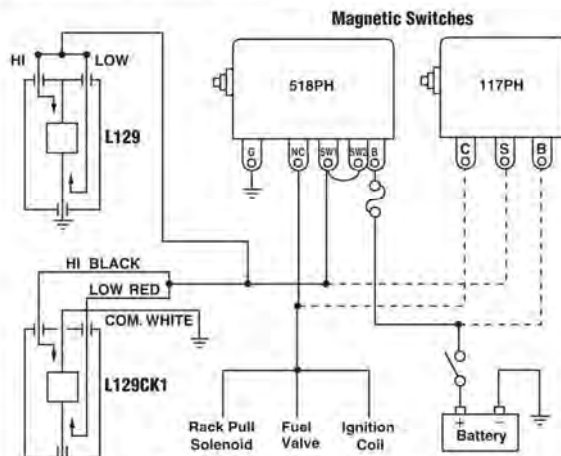 Magnetic Switches
HI
LOW
L129
518PH
117PH
G
NC
SW1
SW2
B
C
S
B
HI BLACK
LOW RED
COM. WHITE
L129CK1
Rack Pull
Solenoid
Fuel
Valve
Ignition
Coil
+
−
Battery